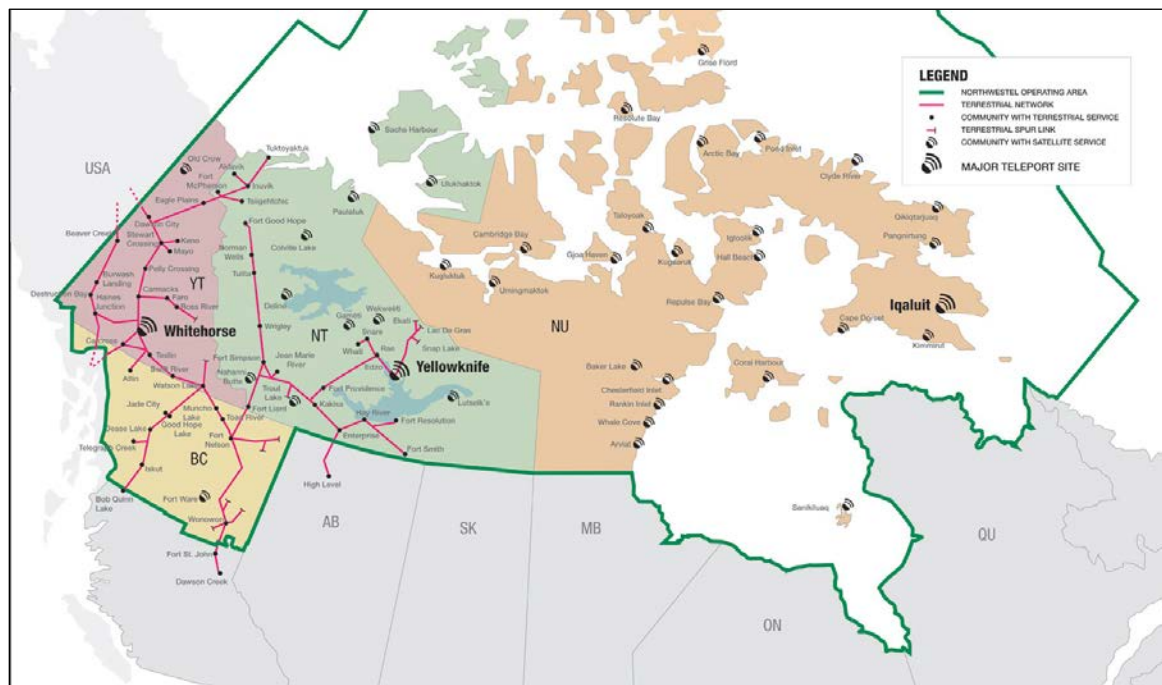 LEGEND
NORTHWESTEL OPERATING AREA
TERRESTRIAL NETWORK
COMMUNITY WITH TERRESTRIAL SERVICE
TERRESTRIAL SPUR LINK
COMMUNITY WITH SATELLITE SERVICE
MAJOR TELEPORT SITE
Grise Fiord
Resolute Bay
Sachs Harbour
Arctic Bay
Pond Inlet
Clyde River
Tuktoyaktuk
USA
Old Crow
Aklavik
Fort
McPherson
Inuvik
Ulukhaktok
Eagle Plains
Tsiigehtchic
Paulatuk
Qikiqtarjuaq
Taloyoak
Dawson City
Fort Good Hope
Igloolik
Pangnirtung
Beaver Creek
Stewart
Crossing
Keno
Mayo
Norman
Wells
Colville Lake
Cambridge Bay
Gjoa Haven
Kugaaruk
Hall Beach
Pelly Crossing
Tulita
Kugluktuk
Umingmaktok
Burwash
Landing
YT
Destruction Bay
Haines
Junction
Carmacks
Faro
Ross River
Deline
Repulse Bay
Iqaluit
Gameti
Wekweèti
Cape Dorset
Whitehorse
NT
Wrigley
Snare
Ekati
Lac De Gras
NU
Kimmirut
Whati
Rae
Edzo
Snap Lake
Carcross
Teslin
Fort Simpson
Jean Marie
River
Yellowknife
Baker Lake
Coral Harbour
Atlin
Swift River
Watson Lake
Nahanni
Butte
Trout
Lake
Fort Providence
Chesterfield Inlet
Jade City
Muncho
Lake
Toad River
Fort Liard
Kakisa
Lutselk'e
Rankin Inlet
Good Hope
Lake
Hay River
Fort Resolution
Whale Cove
Dease Lake
Telegraph Creek
Fort
Nelson
Enterprise
Arviat
Iskut
BC
Fort Smith
High Level
Bob Quinn
Lake
Fort Ware
Wonowon
Sanikiluaq
AB
SK
MB
QU
Fort St. John
Dawson Creek
ON